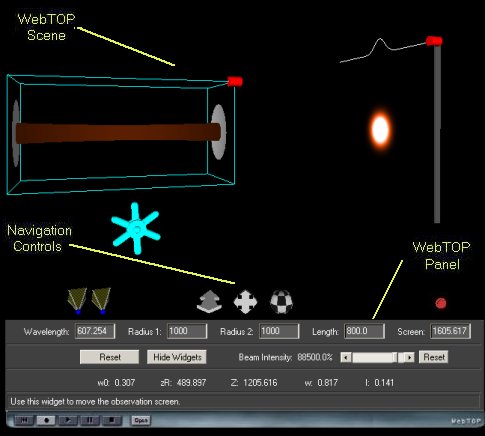 WebTOP
Scene
Navigation
Controls
WebTOP
Panel
Wavelength: 607.254 Radius 1: 1000 Radius 2: 1000 Length: 800.0 Screen: 1605.617
Reset Hide Widgets Beam Intensity: 88500.0% Reset
w0: 0.307 zR: 489.897 Z: 1205.616 w: 0.817 I: 0.141
Use this widget to move the observation screen.
Open WebTOP